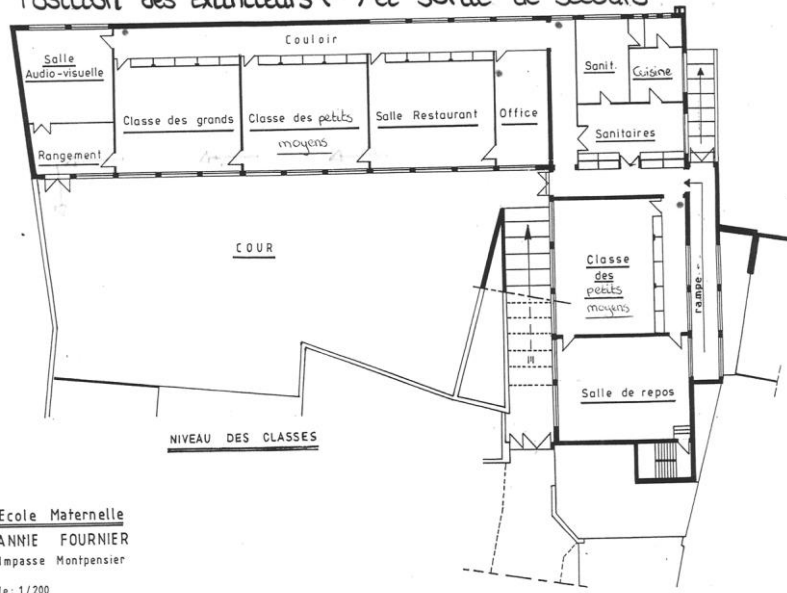 Position des extincteurs ( ) et sortie de secours
Couloir
Salle
Audio-visuelle
Sanit.
Cuisine
Classe des grands
Classe des petits
moyens
Salle Restaurant
Office
Sanitaires
Rangement
COUR
Classe
des
petits
moyens
rampe
Salle de repos
NIVEAU DES CLASSES
Ecole Maternelle
ANNIE FOURNIER
Impasse Montpensier
1/200